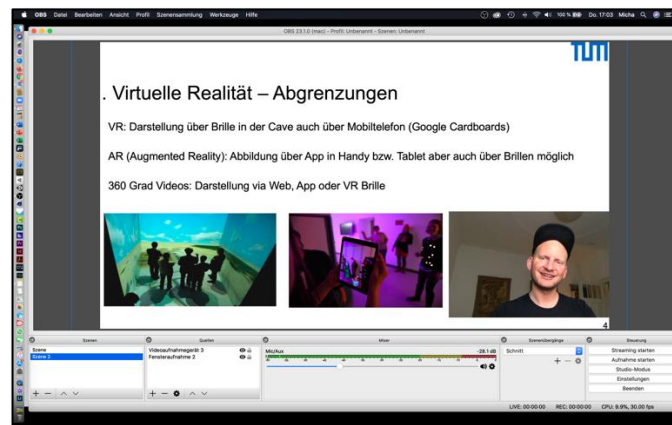 OBS Datei Bearbeiten Ansicht Profil Szenensammlung Werkzeuge Hilfe 100 % Do. 17:03 Micha
OBS 23.1.0 (mac) - Profil: Unbenannt - Szenen: Unbenannt
TUM
. Virtuelle Realität – Abgrenzungen
VR: Darstellung über Brille in der Cave auch über Mobiltelefon (Google Cardboards)
AR (Augmented Reality): Abbildung über App in Handy bzw. Tablet aber auch über Brillen möglich
360 Grad Videos: Darstellung via Web, App oder VR Brille
4
Szenen Quellen Mixer Szenenübergänge Steuerung
Szene
Szene 2
Videoaufnahmegerät 3
Fensteraufnahme 2
Mic/Aux -28.1 dB
Schnitt
Streaming starten
Aufnahme starten
Studio-Modus
Einstellungen
Beenden
LIVE: 00:00:00 REC: 00:00:00 CPU: 9.9%, 30.00 fps